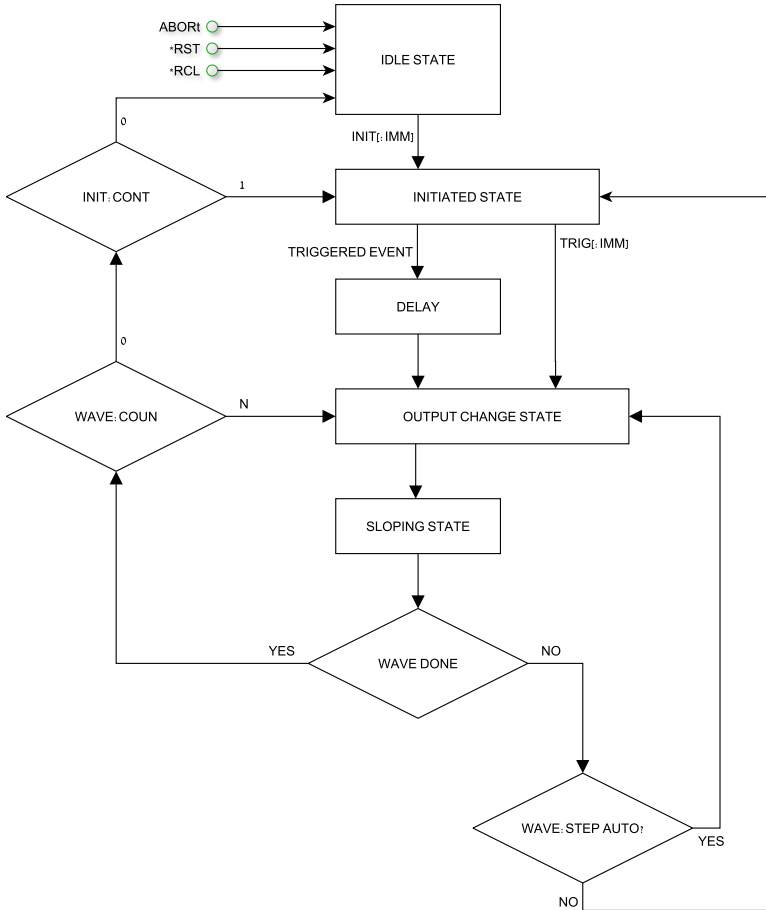 ABORt
*RST
*RCL
IDLE STATE
0
INIT[: IMM]
INIT: CONT
1
INITIATED STATE
TRIGGERED EVENT
TRIG[: IMM]
DELAY
0
WAVE: COUN
N
OUTPUT CHANGE STATE
SLOPING STATE
YES
WAVE DONE
NO
WAVE: STEP AUTO?
YES
NO